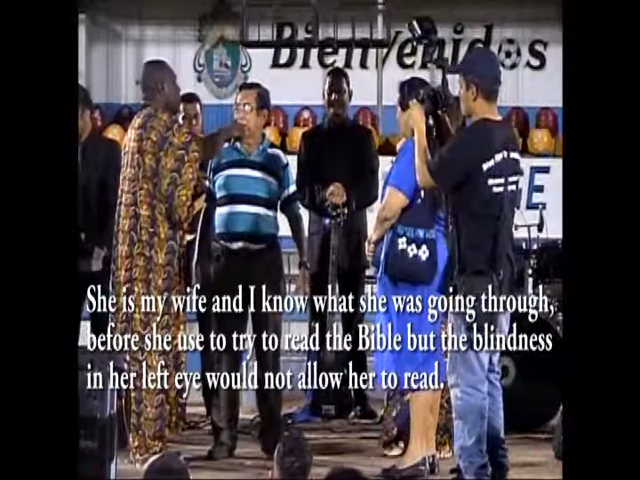 Bienvenidos
She is my wife and I know what she was going through,
before she use to try to read the Bible but the blindness
in her left eye would not allow her to read.